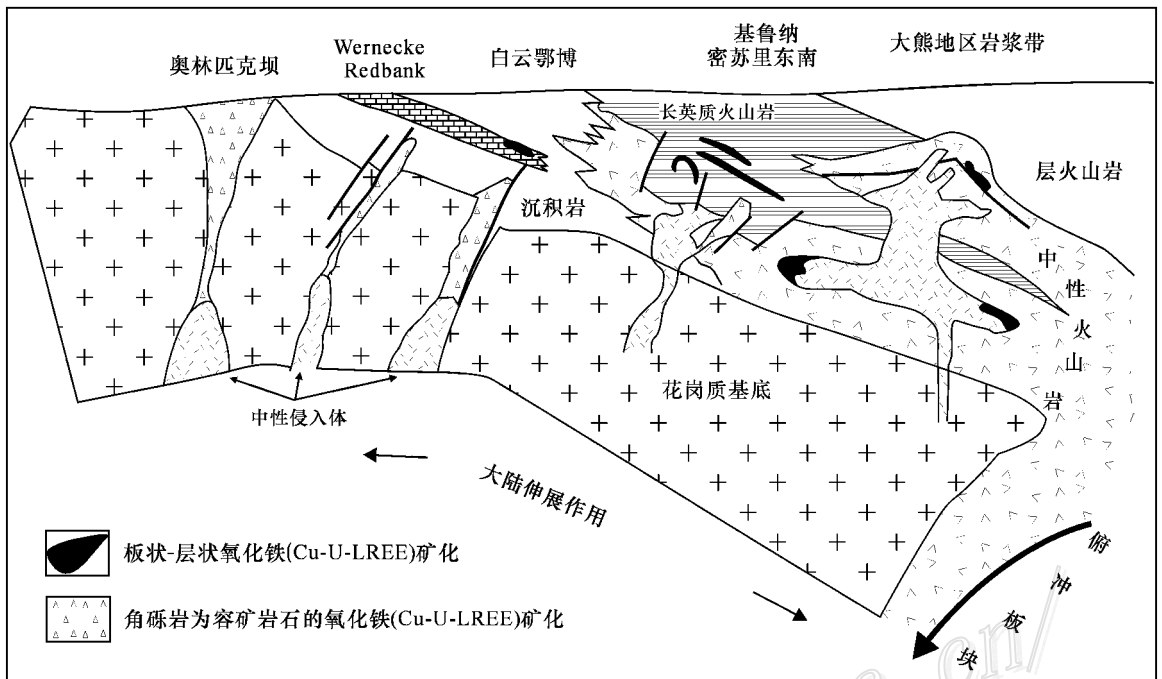 奥林匹克坝
Wernecke
Redbank
白云鄂博
基鲁纳
密苏里东南
大熊地区岩浆带
长英质火山岩
层火山岩
沉积岩
中性火山岩
花岗质基底
中性侵入体
大陆伸展作用
俯冲板块
板状-层状氧化铁(Cu-U-LREE)矿化
角砾岩为容矿岩石的氧化铁(Cu-U-LREE)矿化